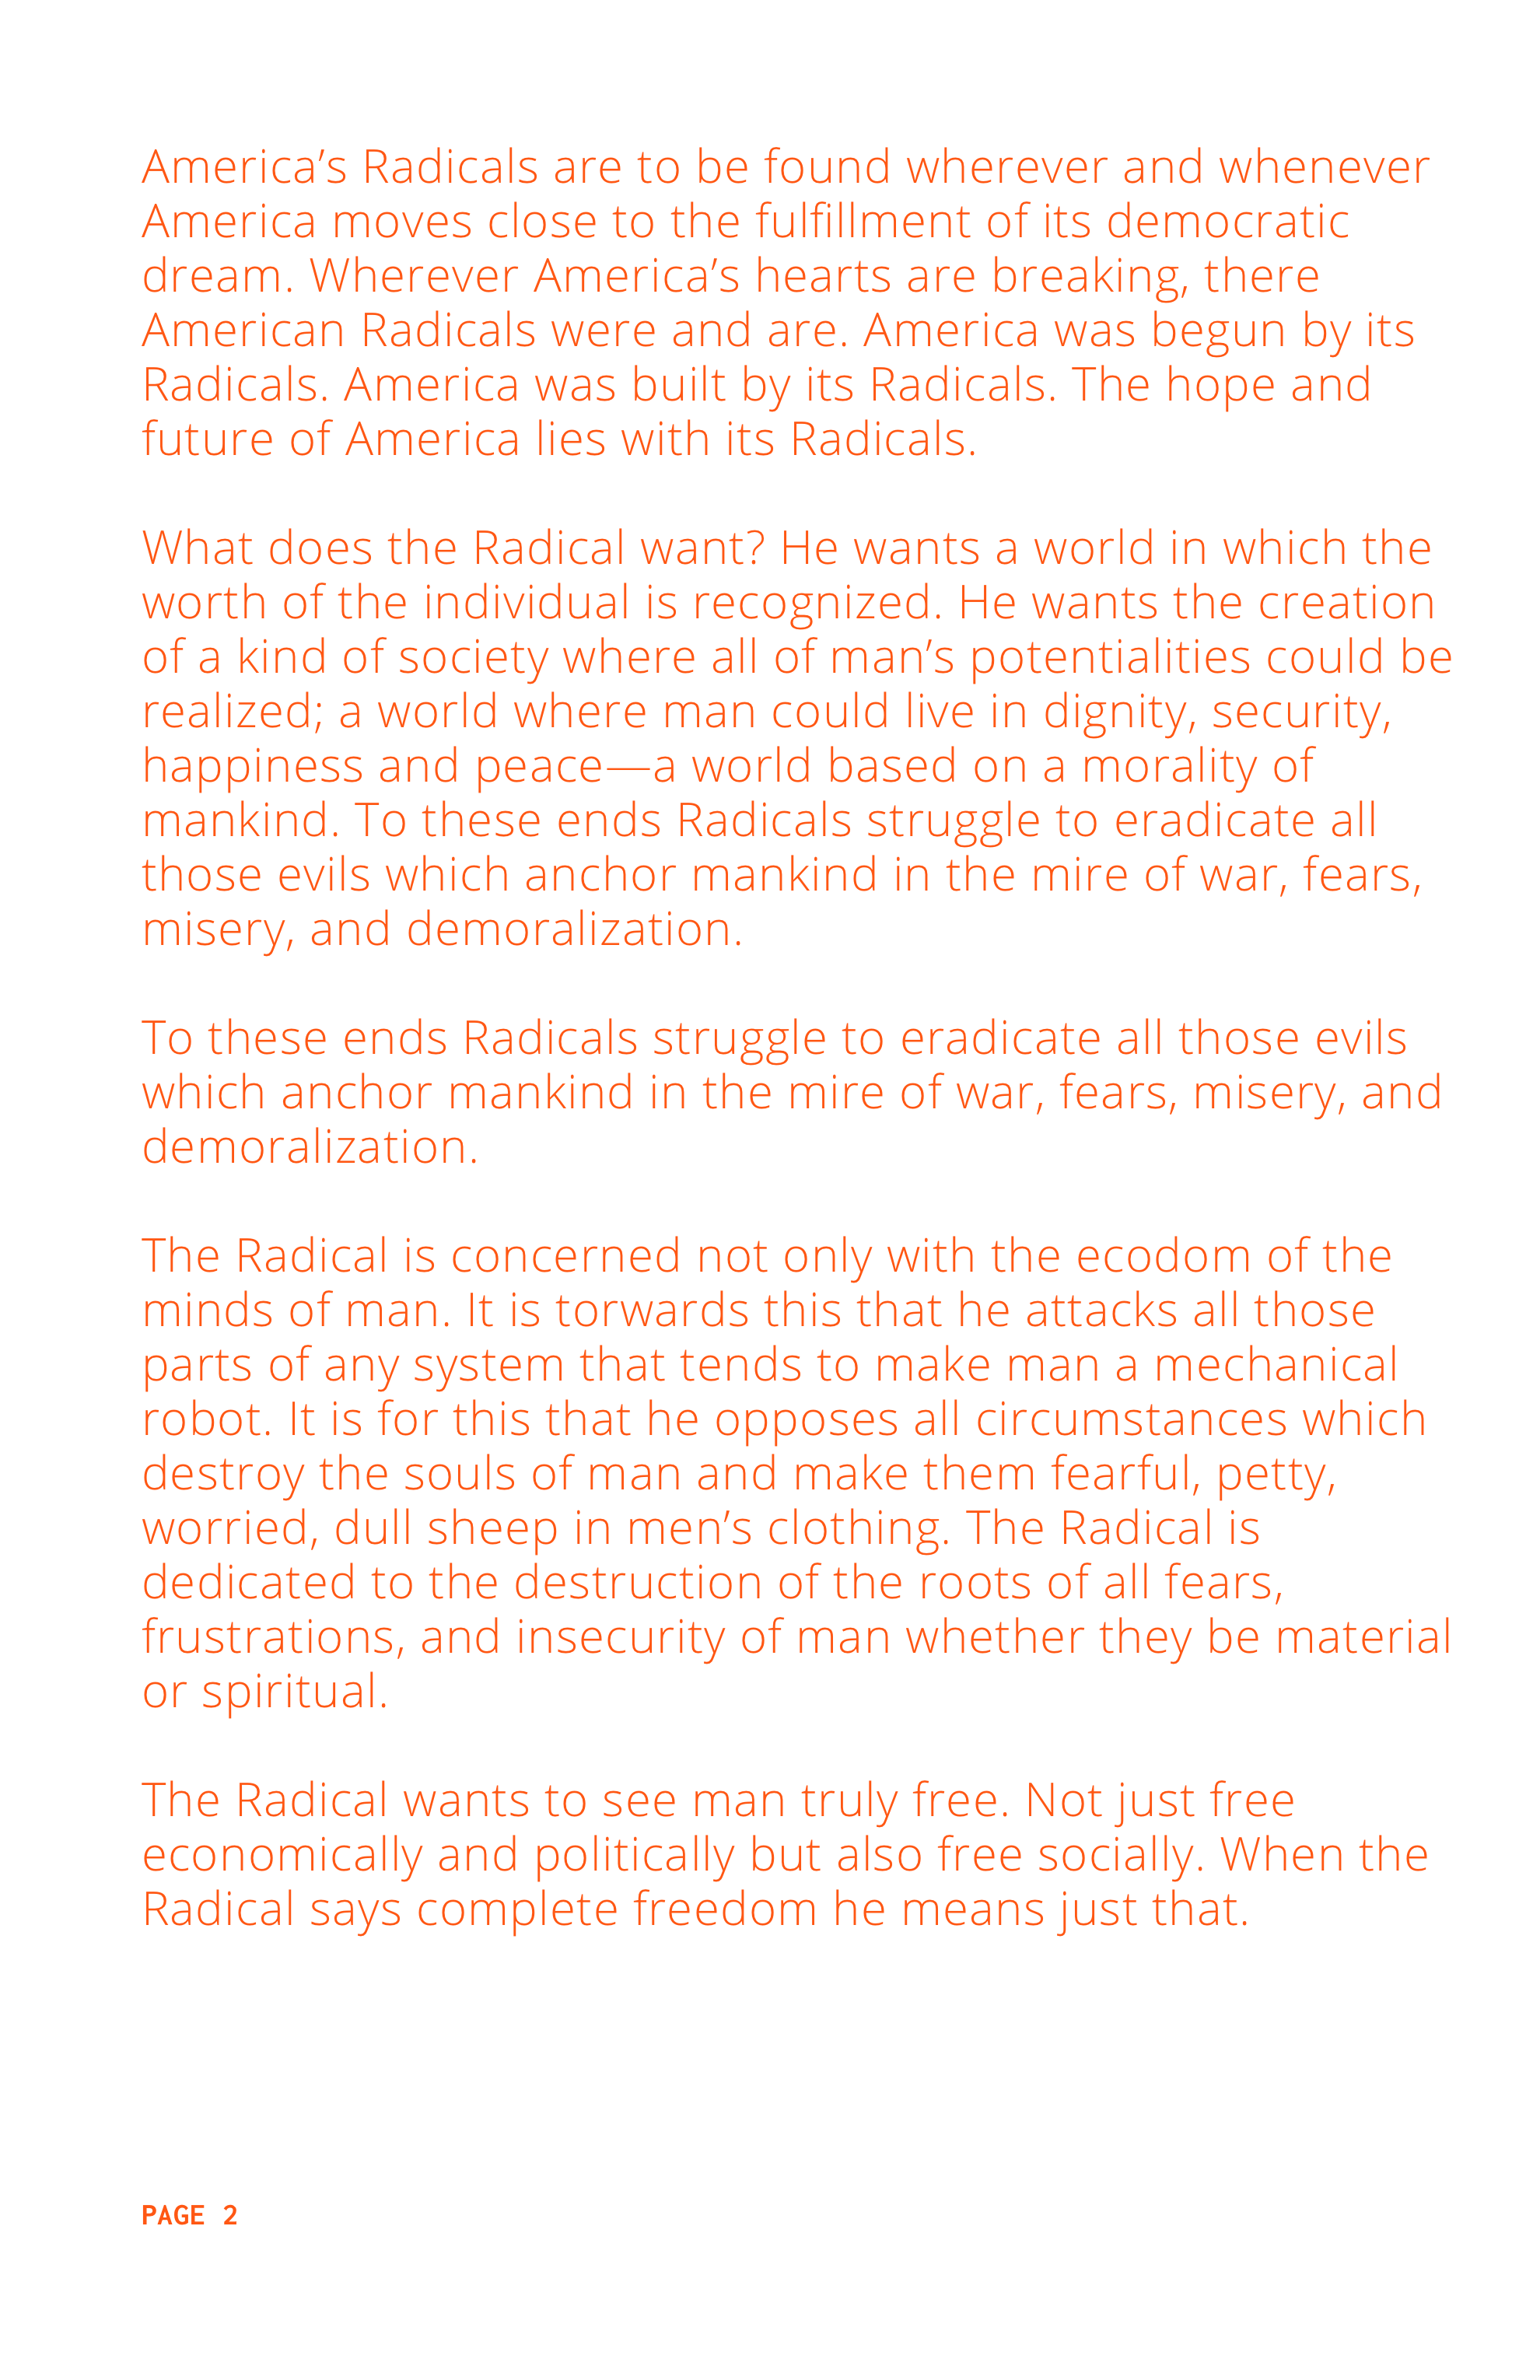 America’s Radicals are to be found wherever and whenever
America moves close to the fulfillment of its democratic
dream. Wherever America’s hearts are breaking, there
American Radicals were and are. America was begun by its
Radicals. America was built by its Radicals. The hope and
future of America lies with its Radicals.
What does the Radical want? He wants a world in which the
worth of the individual is recognized. He wants the creation
of a kind of society where all of man’s potentialities could be
realized; a world where man could live in dignity, security,
happiness and peace—a world based on a morality of
mankind. To these ends Radicals struggle to eradicate all
those evils which anchor mankind in the mire of war, fears,
misery, and demoralization.
To these ends Radicals struggle to eradicate all those evils
which anchor mankind in the mire of war, fears, misery, and
demoralization.
The Radical is concerned not only with the ecodom of the
minds of man. It is torwards this that he attacks all those
parts of any system that tends to make man a mechanical
robot. It is for this that he opposes all circumstances which
destroy the souls of man and make them fearful, petty,
worried, dull sheep in men’s clothing. The Radical is
dedicated to the destruction of the roots of all fears,
frustrations, and insecurity of man whether they be material
or spiritual.
The Radical wants to see man truly free. Not just free
economically and politically but also free socially. When the
Radical says complete freedom he means just that.
PAGE 2